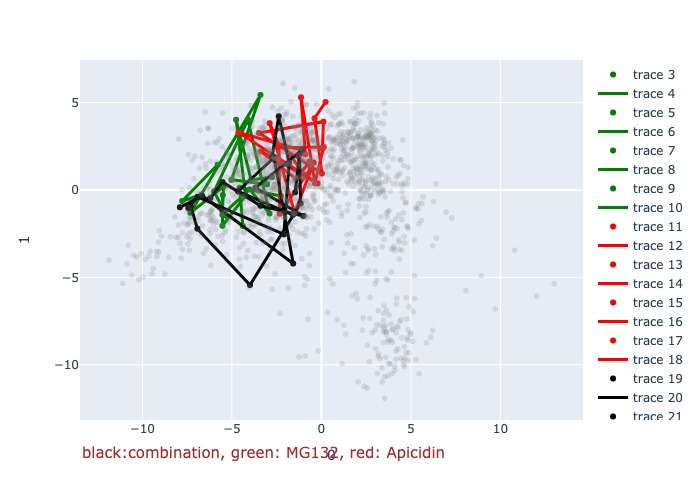 trace 3
trace 4
trace 5
trace 6
trace 7
trace 8
trace 9
trace 10
trace 11
trace 12
trace 13
trace 14
trace 15
trace 16
trace 17
trace 18
trace 19
trace 20
trace 21
5
0
−5
−10
1
−10
−5
0
5
10
0
black:combination, green: MG132, red: Apicidin